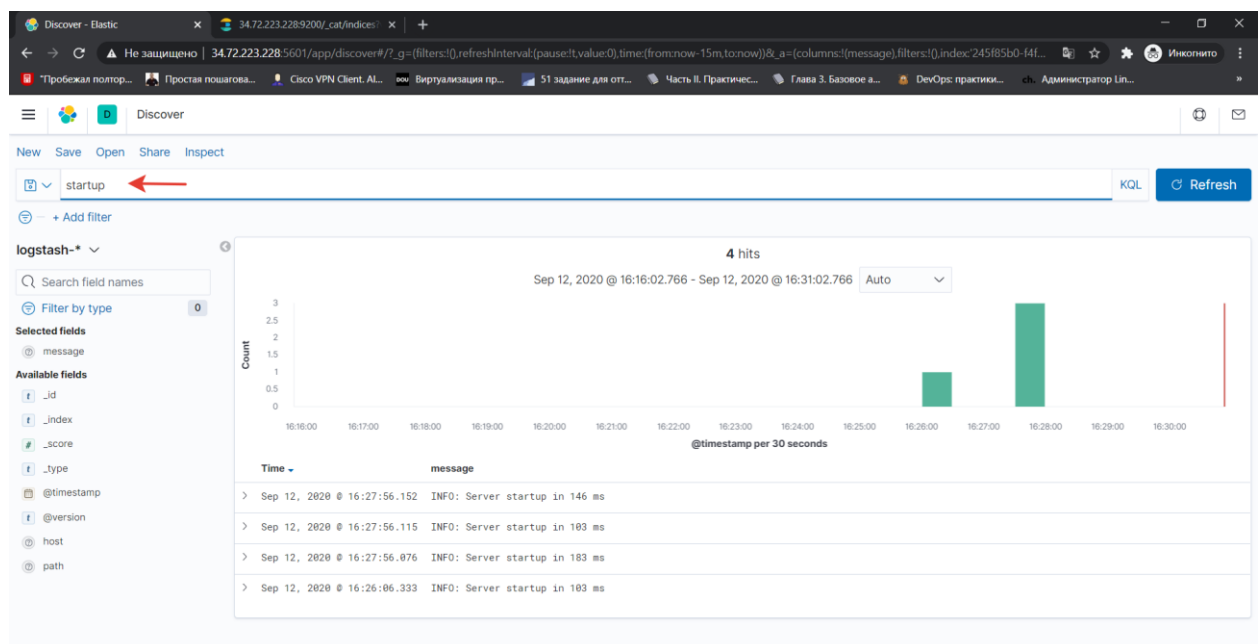 Discover - Elastic
34.72.223.228:9200/_cat/indices?
Не защищено | 34.72.223.228:5601/app/discover#/?_g=(filters:!(),refreshInterval:(pause:!t,value:0),time:(from:now-15m,to:now))&_a=(columns:!(message),filters:!(),index:'245f85b0-f4f...
Инкогнито
"Пробежал полтор...
Простая пошагова...
Cisco VPN Client. Al...
Виртуализация пр...
51 задание для отт...
Часть II. Практичес...
Глава 3. Базовое а...
DevOps: практики...
ch. Администратор Lin...
»
D Discover
New Save Open Share Inspect
startup
KQL
Refresh
+ Add filter
logstash-*
Search field names
Filter by type 0
Selected fields
message
Available fields
t _id
t _index
# _score
t _type
@timestamp
t @version
host
path
4 hits
Sep 12, 2020 @ 16:16:02.766 - Sep 12, 2020 @ 16:31:02.766 Auto
Count
3
2.5
2
1.5
1
0.5
0
16:16:00 16:17:00 16:18:00 16:19:00 16:20:00 16:21:00 16:22:00 16:23:00 16:24:00 16:25:00 16:26:00 16:27:00 16:28:00 16:29:00 16:30:00
@timestamp per 30 seconds
Time message
> Sep 12, 2020 @ 16:27:56.152 INFO: Server startup in 146 ms
> Sep 12, 2020 @ 16:27:56.115 INFO: Server startup in 103 ms
> Sep 12, 2020 @ 16:27:56.076 INFO: Server startup in 183 ms
> Sep 12, 2020 @ 16:26:06.333 INFO: Server startup in 103 ms